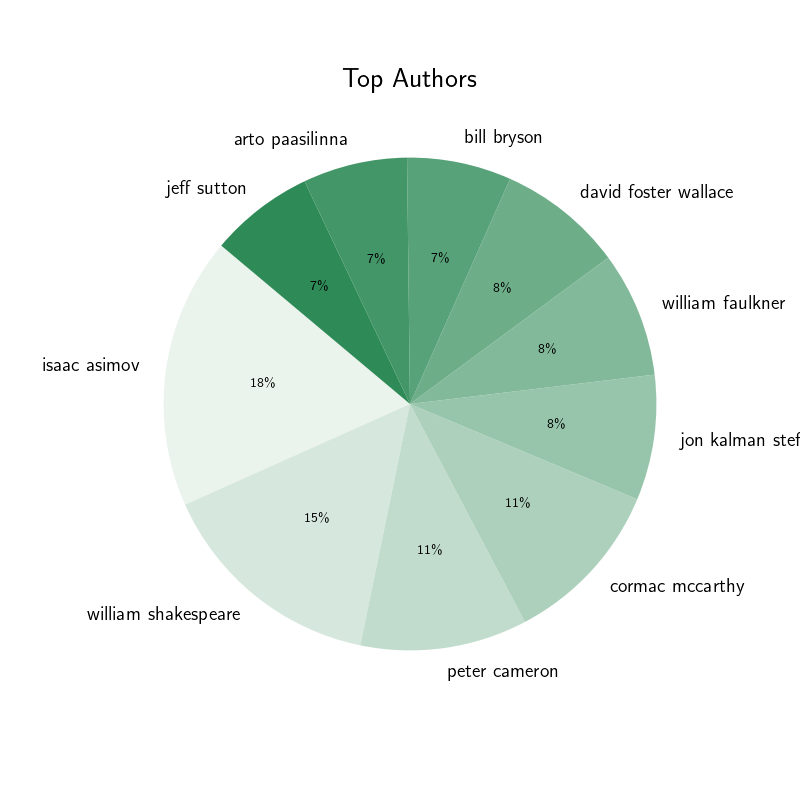 Top Authors
arto paasilinna
bill bryson
jeff sutton
david foster wallace
7%
7%
7%
8%
william faulkner
8%
isaac asimov
18%
8%
jon kalman
15%
11%
11%
william shakespeare
cormac mccarthy
peter cameron